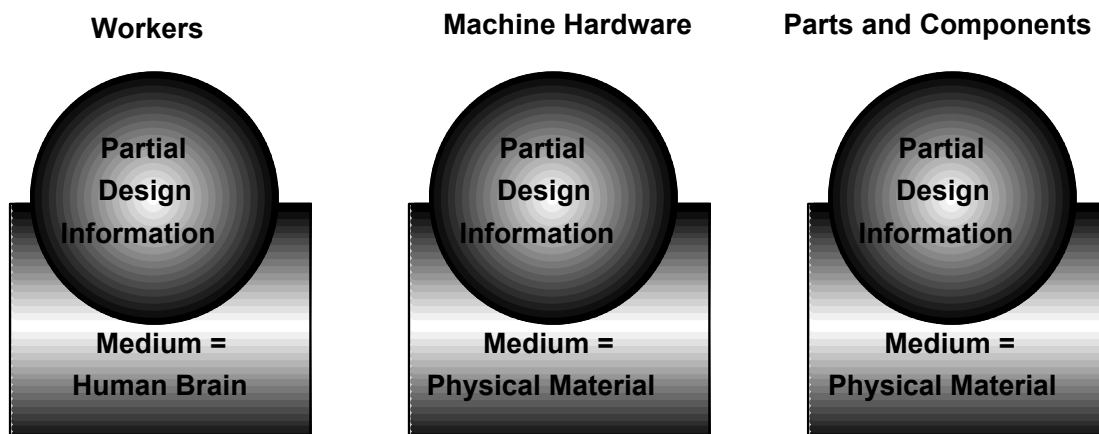 Workers
Partial
Design
Information
Medium =
Human Brain
Machine Hardware
Partial
Design
Information
Medium =
Physical Material
Parts and Components
Partial
Design
Information
Medium =
Physical Material